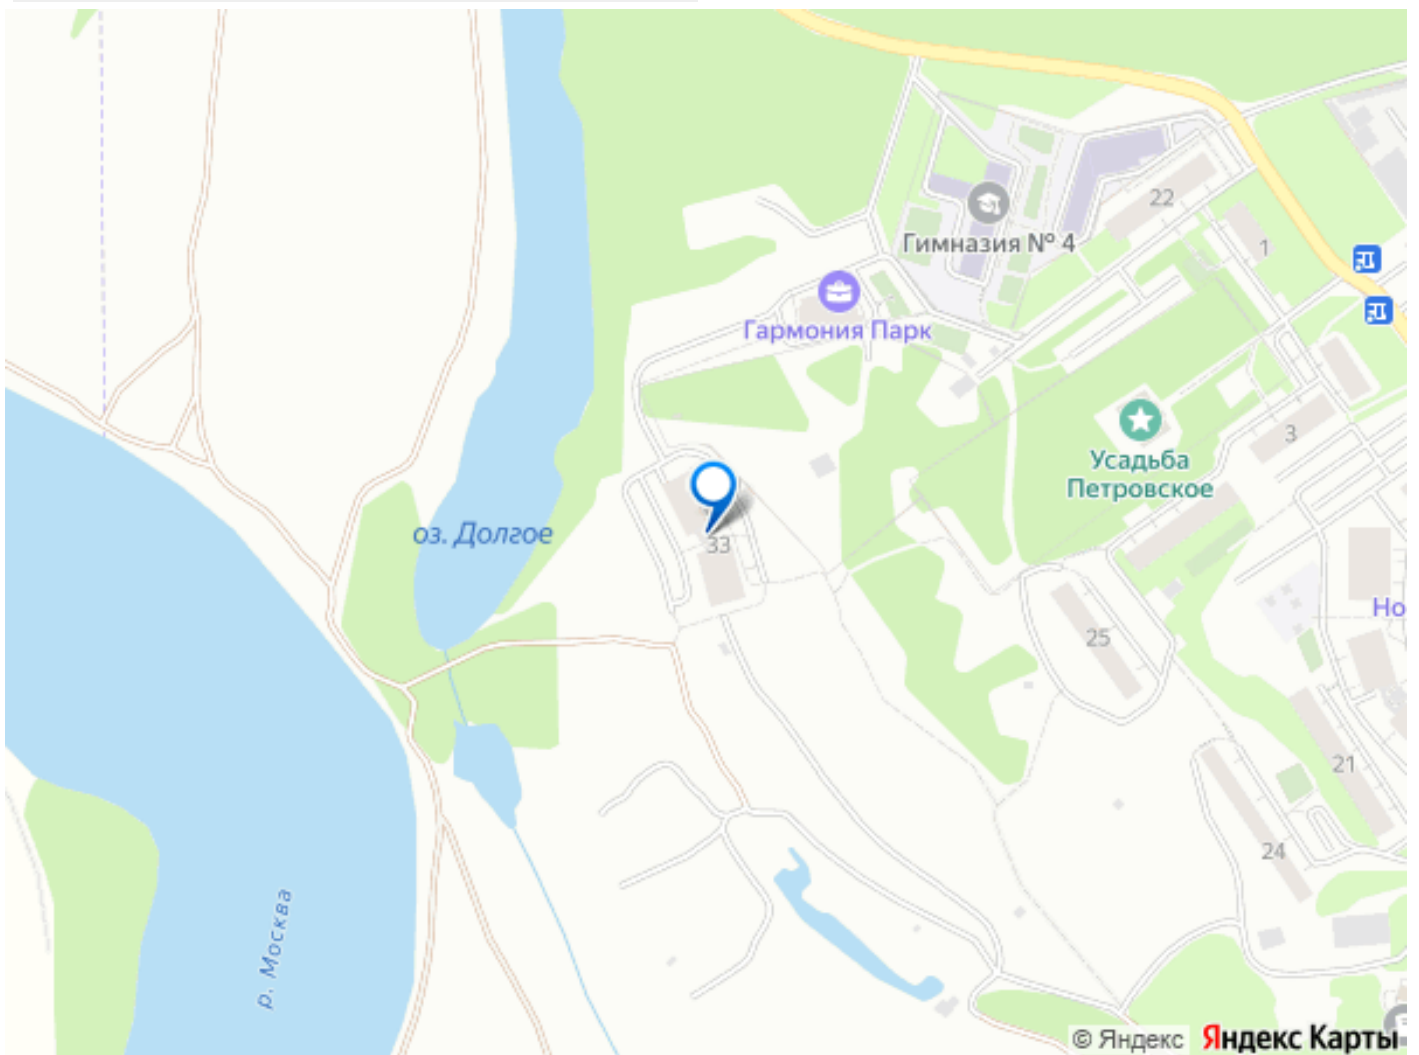 22
Гимназия № 4
1
Гармония Парк
3
Усадьба
Петровское
оз. Долгое
33
Но
25
21
24
р. Москва
© Яндекс
Яндекс Карты